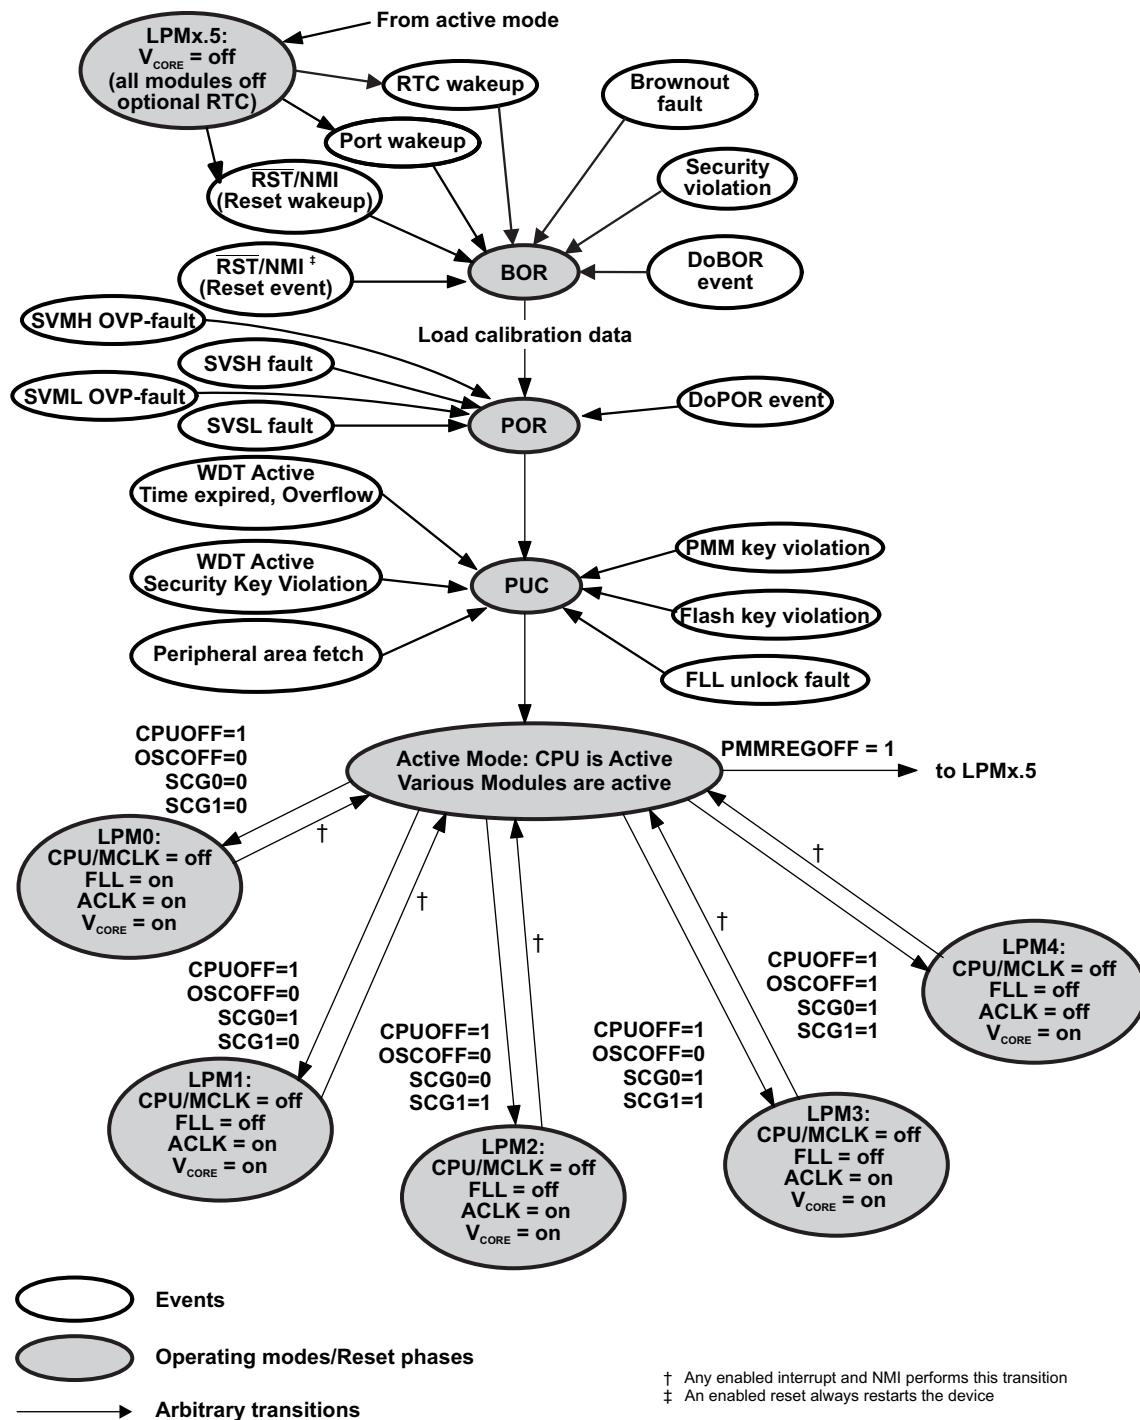 From active mode
LPMx.5:
VCORE = off
(all modules off
optional RTC)
RTC wakeup
Brownout
fault
Port wakeup
Security
violation
RST/NMI
(Reset wakeup)
BOR
DoBOR
event
RST/NMI ‡
(Reset event)
SVMH OVP-fault
Load calibration data
SVSH fault
SVML OVP-fault
DoPOR event
SVSL fault
POR
WDT Active
Time expired, Overflow
PMM key violation
WDT Active
Security Key Violation
PUC
Flash key violation
Peripheral area fetch
FLL unlock fault
CPUOFF=1
OSCOFF=0
SCG0=0
SCG1=0
Active Mode: CPU is Active
Various Modules are active
PMMREGOFF = 1
to LPMx.5
LPM0:
CPU/MCLK = off
FLL = on
ACLK = on
VCORE = on
†
†
†
†
†
CPUOFF=1
OSCOFF=0
SCG0=1
SCG1=0
CPUOFF=1
OSCOFF=0
SCG0=0
SCG1=1
CPUOFF=1
OSCOFF=0
SCG0=1
SCG1=1
CPUOFF=1
OSCOFF=1
SCG0=1
SCG1=1
LPM4:
CPU/MCLK = off
FLL = off
ACLK = off
VCORE = on
LPM1:
CPU/MCLK = off
FLL = off
ACLK = on
VCORE = on
LPM2:
CPU/MCLK = off
FLL = off
ACLK = on
VCORE = on
LPM3:
CPU/MCLK = off
FLL = off
ACLK = on
VCORE = on
Events
Operating modes/Reset phases
Arbitrary transitions
† Any enabled interrupt and NMI performs this transition
‡ An enabled reset always restarts the device